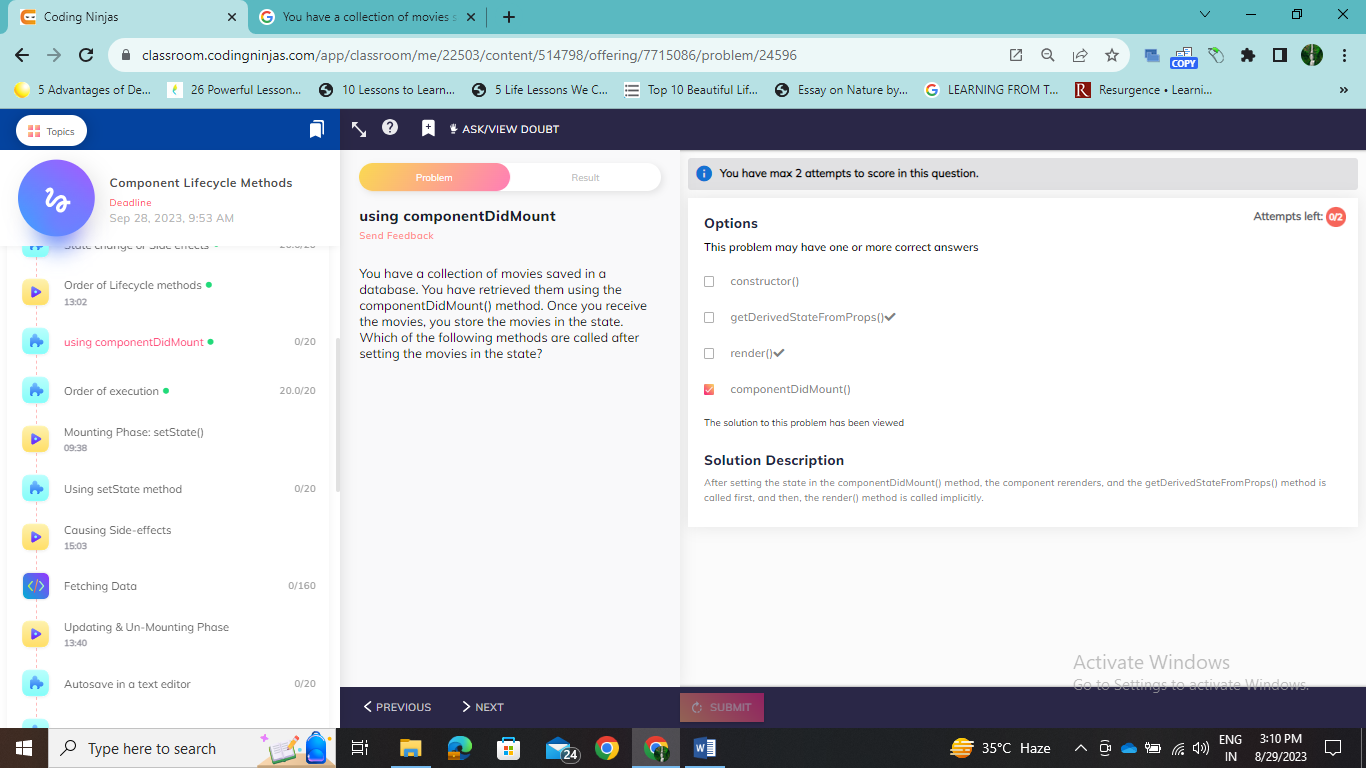 Coding Ninjas
You have a collection of movies s
classroom.codingninjas.com/app/classroom/me/22503/content/514798/offering/7715086/problem/24596
COPY
5 Advantages of De...
26 Powerful Lesson...
10 Lessons to Learn...
5 Life Lessons We C...
Top 10 Beautiful Lif...
Essay on Nature by...
LEARNING FROM T...
Resurgence • Learni...
Topics
ASK/VIEW DOUBT
Component Lifecycle Methods
Deadline
Sep 28, 2023, 9:53 AM
State change or Side effects
20.0/20
Order of Lifecycle methods
13:02
using componentDidMount
0/20
Order of execution
20.0/20
Mounting Phase: setState()
09:38
Using setState method
0/20
Causing Side-effects
15:03
Fetching Data
0/160
Updating & Un-Mounting Phase
13:40
Autosave in a text editor
0/20
Problem
Result
using componentDidMount
Send Feedback
You have a collection of movies saved in a
database. You have retrieved them using the
componentDidMount() method. Once you receive
the movies, you store the movies in the state.
Which of the following methods are called after
setting the movies in the state?
PREVIOUS
NEXT
You have max 2 attempts to score in this question.
Options
Attempts left: 0/2
This problem may have one or more correct answers
constructor()
getDerivedStateFromProps()
render()
componentDidMount()
The solution to this problem has been viewed
Solution Description
After setting the state in the componentDidMount() method, the component rerenders, and the getDerivedStateFromProps() method is
called first, and then, the render() method is called implicitly.
Activate Windows
Go to Settings to activate Windows.
SUBMIT
Type here to search
24
35°C Haze
ENG
IN
3:10 PM
8/29/2023